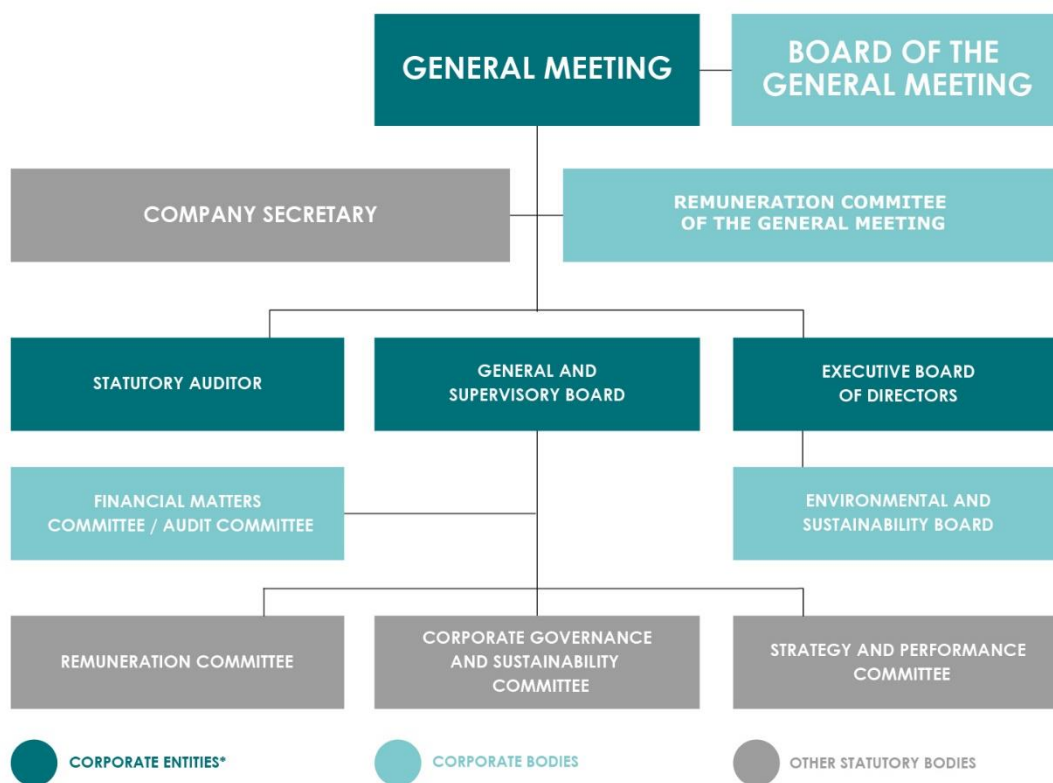 GENERAL MEETING
BOARD OF THE
GENERAL MEETING
COMPANY SECRETARY
REMUNERATION COMMITEE
OF THE GENERAL MEETING
STATUTORY AUDITOR
GENERAL AND
SUPERVISORY BOARD
EXECUTIVE BOARD
OF DIRECTORS
FINANCIAL MATTERS
COMMITTEE / AUDIT COMMITTEE
ENVIRONMENTAL AND
SUSTAINABILITY BOARD
REMUNERATION COMMITTEE
CORPORATE GOVERNANCE
AND SUSTAINABILITY
COMMITTEE
STRATEGY AND PERFORMANCE
COMMITTEE
CORPORATE ENTITIES*
CORPORATE BODIES
OTHER STATUTORY BODIES